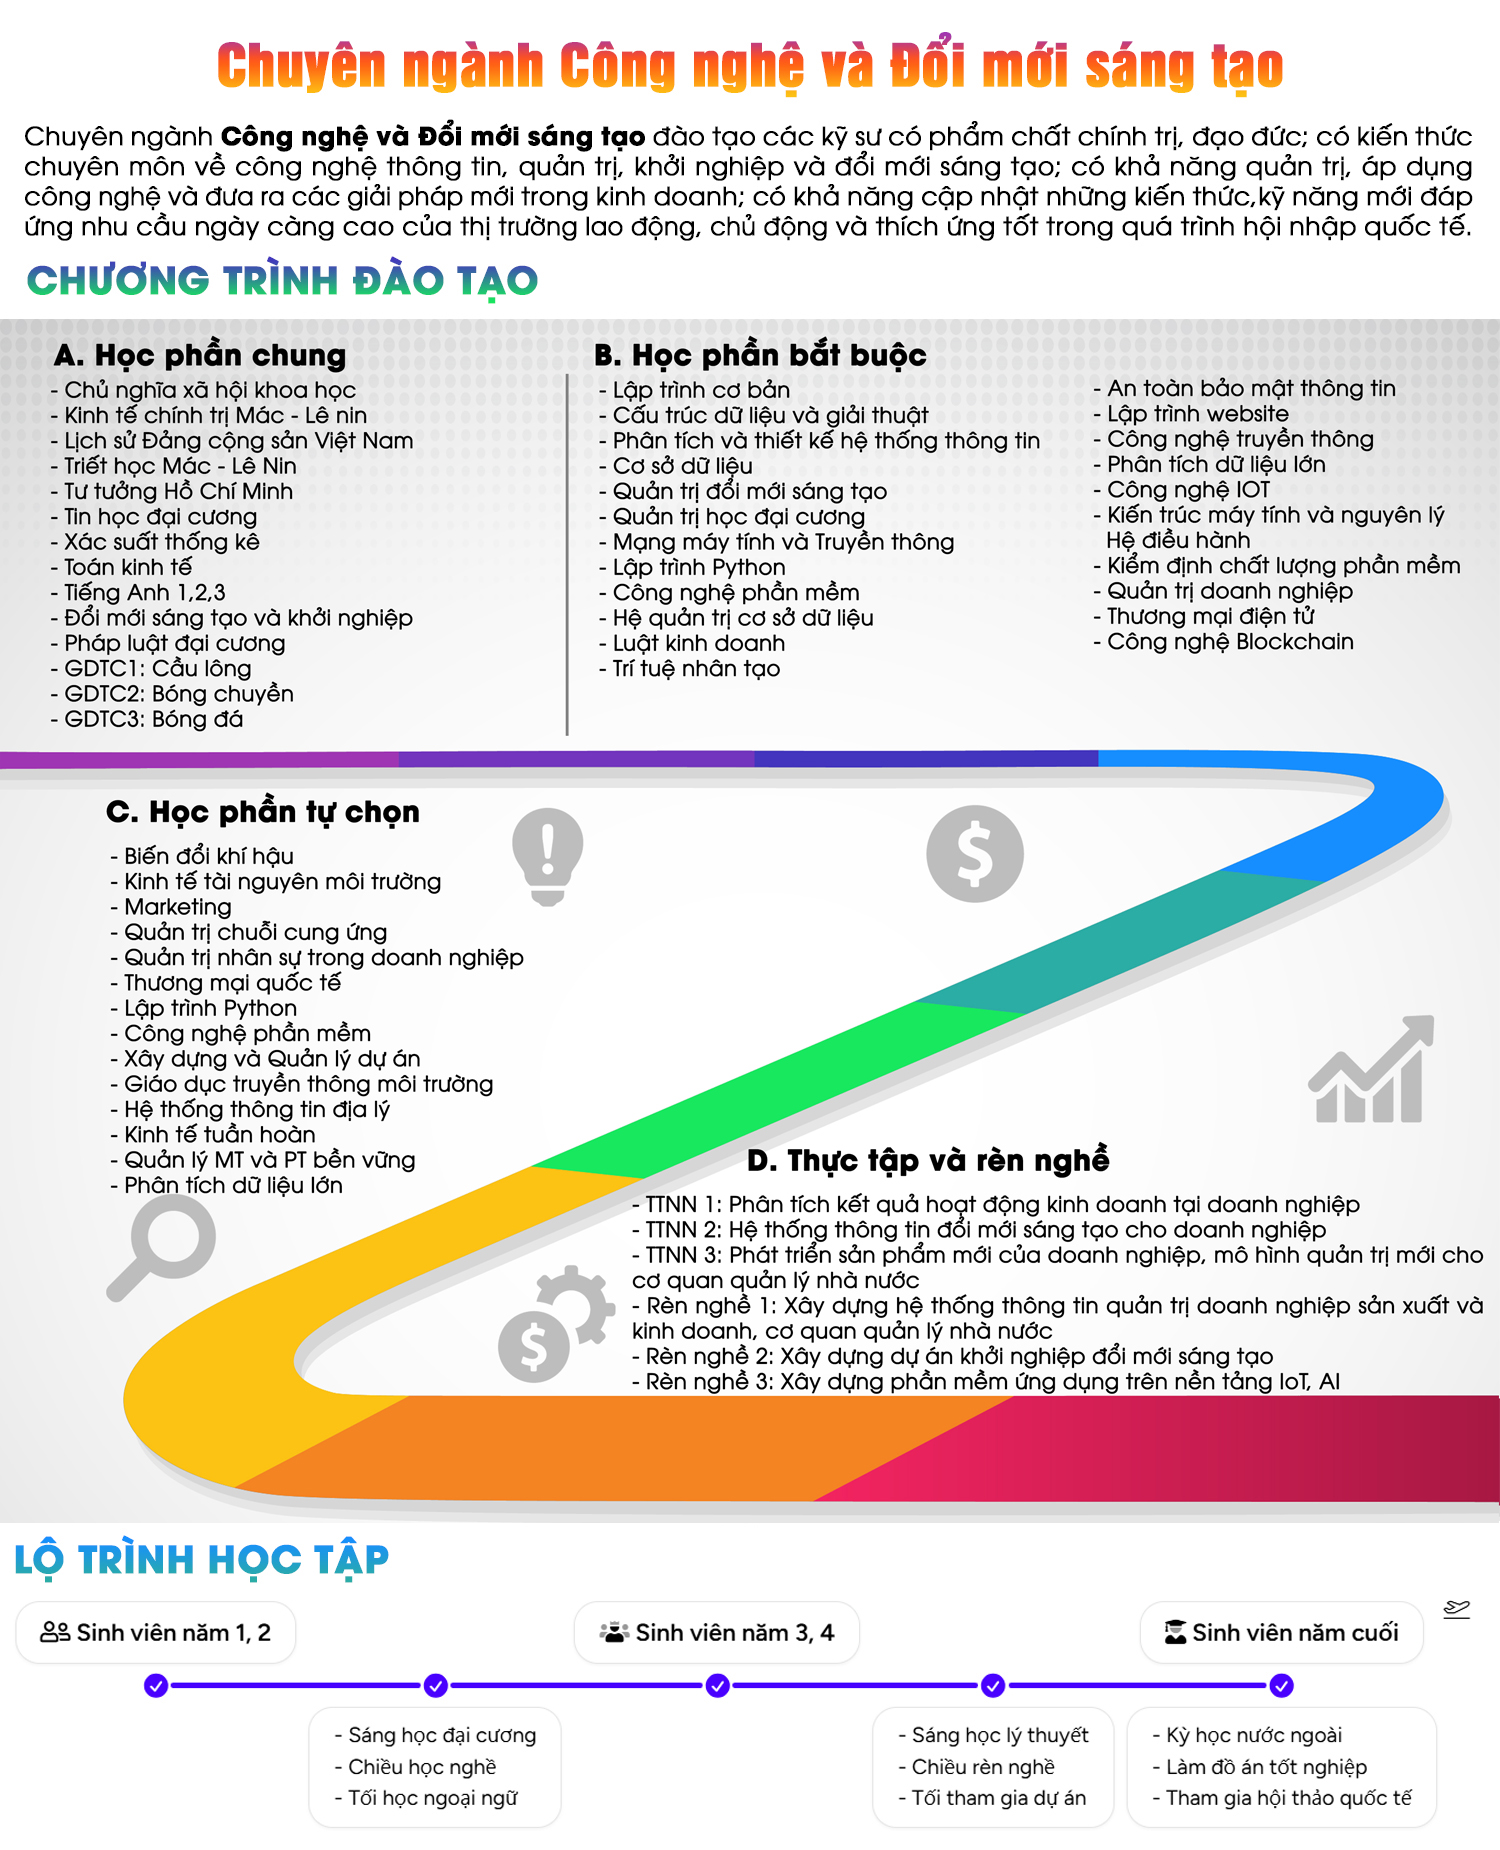 Chuyên ngành Công nghệ và Đổi mới sáng tạo
Chuyên ngành Công nghệ và Đổi mới sáng tạo đào tạo các kỹ sư có phẩm chất chính trị, đạo đức; có kiến thức
chuyên môn về công nghệ thông tin, quản trị, khởi nghiệp và đổi mới sáng tạo; có khả năng quản trị, áp dụng
công nghệ và đưa ra các giải pháp mới trong kinh doanh; có khả năng cập nhật những kiến thức,kỹ năng mới đáp
ứng nhu cầu ngày càng cao của thị trường lao động, chủ động và thích ứng tốt trong quá trình hội nhập quốc tế.
CHƯƠNG TRÌNH ĐÀO TẠO
A. Học phần chung
- Chủ nghĩa xã hội khoa học
- Kinh tế chính trị Mác - Lê nin
- Lịch sử Đảng cộng sản Việt Nam
- Triết học Mác - Lê Nin
- Tư tưởng Hồ Chí Minh
- Tin học đại cương
- Xác suất thống kê
- Toán kinh tế
- Tiếng Anh 1,2,3
- Đổi mới sáng tạo và khởi nghiệp
- Pháp luật đại cương
- GDTC1: Cầu lông
- GDTC2: Bóng chuyền
- GDTC3: Bóng đá
B. Học phần bắt buộc
- Lập trình cơ bản
- Cấu trúc dữ liệu và giải thuật
- Phân tích và thiết kế hệ thống thông tin
- Cơ sở dữ liệu
- Quản trị đổi mới sáng tạo
- Quản trị học đại cương
- Mạng máy tính và Truyền thông
- Lập trình Python
- Công nghệ phần mềm
- Hệ quản trị cơ sở dữ liệu
- Luật kinh doanh
- Trí tuệ nhân tạo
- An toàn bảo mật thông tin
- Lập trình website
- Công nghệ truyền thông
- Phân tích dữ liệu lớn
- Công nghệ IOT
- Kiến trúc máy tính và nguyên lý
Hệ điều hành
- Kiểm định chất lượng phần mềm
- Quản trị doanh nghiệp
- Thương mại điện tử
- Công nghệ Blockchain
C. Học phần tự chọn
- Biến đổi khí hậu
- Kinh tế tài nguyên môi trường
- Marketing
- Quản trị chuỗi cung ứng
- Quản trị nhân sự trong doanh nghiệp
- Thương mại quốc tế
- Lập trình Python
- Công nghệ phần mềm
- Xây dựng và Quản lý dự án
- Giáo dục truyền thông môi trường
- Hệ thống thông tin địa lý
- Kinh tế tuần hoàn
- Quản lý MT và PT bền vững
- Phân tích dữ liệu lớn
D. Thực tập và rèn nghề
- TTNN 1: Phân tích kết quả hoạt động kinh doanh tại doanh nghiệp
- TTNN 2: Hệ thống thông tin đổi mới sáng tạo cho doanh nghiệp
- TTNN 3: Phát triển sản phẩm mới của doanh nghiệp, mô hình quản trị mới cho
cơ quan quản lý nhà nước
- Rèn nghề 1: Xây dựng hệ thống thông tin quản trị doanh nghiệp sản xuất và
kinh doanh, cơ quan quản lý nhà nước
- Rèn nghề 2: Xây dựng dự án khởi nghiệp đổi mới sáng tạo
- Rèn nghề 3: Xây dựng phần mềm ứng dụng trên nền tảng IoT, AI
$
$
LỘ TRÌNH HỌC TẬP
Sinh viên năm 1, 2
Sinh viên năm 3, 4
Sinh viên năm cuối
- Sáng học đại cương
- Chiều học nghề
- Tối học ngoại ngữ
- Sáng học lý thuyết
- Chiều rèn nghề
- Tối tham gia dự án
- Kỳ học nước ngoài
- Làm đồ án tốt nghiệp
- Tham gia hội thảo quốc tế